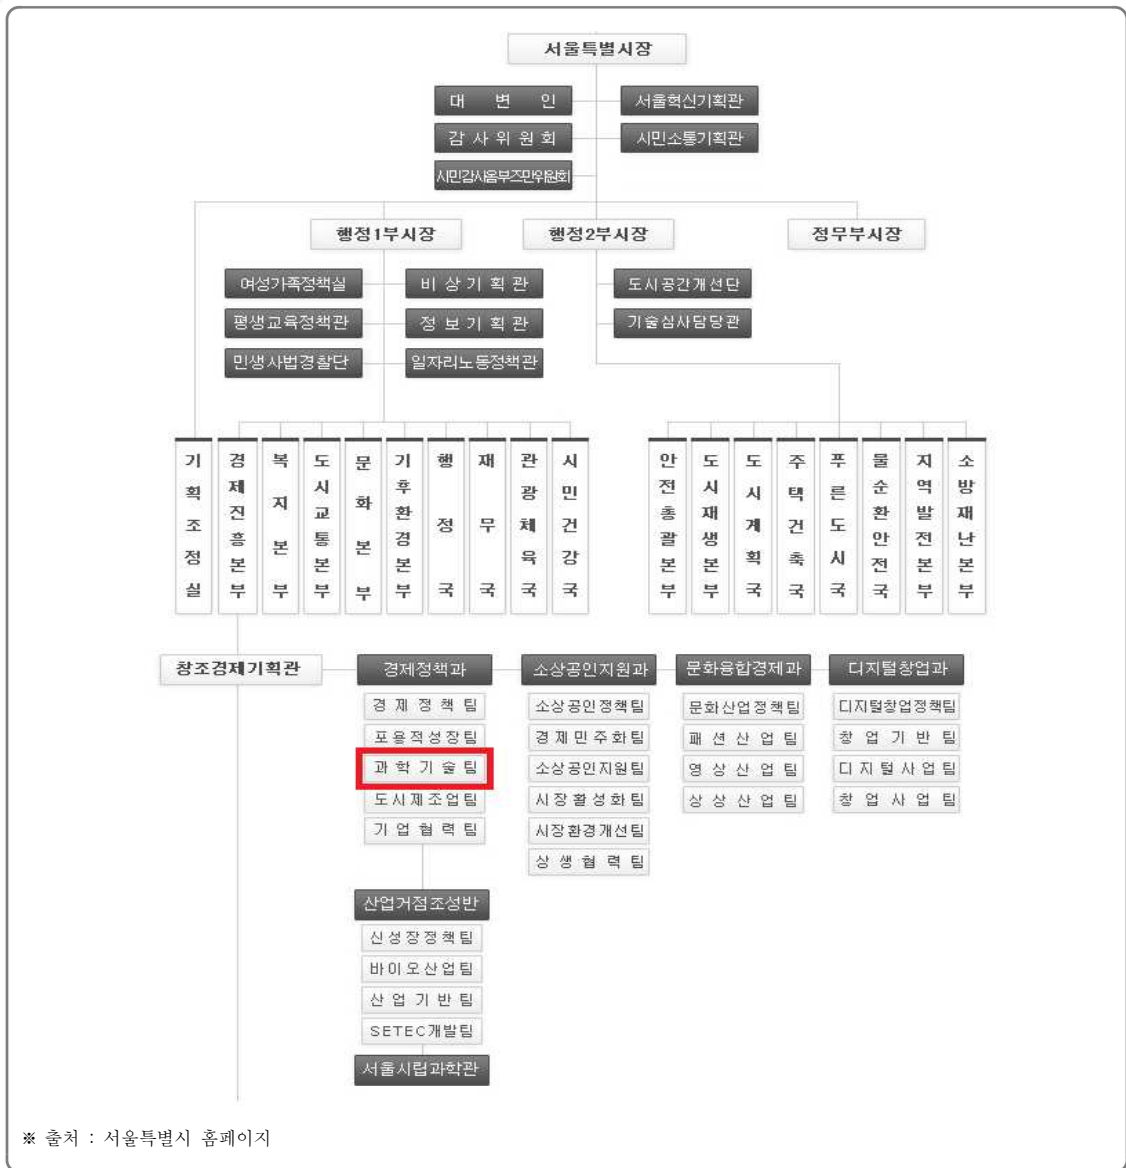 서울특별시장
대 변 인
서울혁신기획관
감 사 위 원 회
시민소통기획관
시민감사옴부즈만위원회
행정1부시장
행정2부시장
정무부시장
여성가족정책실
비 상 기 획 관
도시공간개선단
평생교육정책관
정 보 기 획 관
기술심사담당관
민생사법경찰단
일자리노동정책관
기획조정실
경제진흥본부
복지본부
도시교통본부
문화본부
기후환경본부
행정국
재무국
관광체육국
시민건강국
안전총괄본부
도시재생본부
도시계획국
주택건축국
푸른도시국
물순환안전국
지역발전본부
소방재난본부
창조경제기획관
경제정책과
소상공인지원과
문화융합경제과
디지털창업과
경 제 정 책 팀
포용적성장팀
과 학 기 술 팀
도시제조업팀
기 업 협 력 팀
소상공인정책팀
경제민주화팀
소상공인지원팀
시장활성화팀
시장환경개선팀
상 생 협 력 팀
문화산업정책팀
패 션 산 업 팀
영 상 산 업 팀
상 상 산 업 팀
디지털창업정책팀
창 업 기 반 팀
디지털사업팀
창 업 사 업 팀
산업거점조성반
신성장정책팀
바이오산업팀
산 업 기 반 팀
SETEC개발팀
서울시립과학관
※ 출처 : 서울특별시 홈페이지